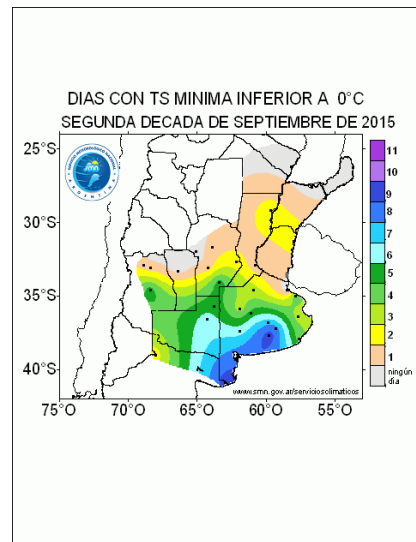 DIAS CON TS MINIMA INFERIOR A 0°C
SEGUNDA DECADA DE SEPTIEMBRE DE 2015
25°S
30°S
35°S
40°S
75°O
70°O
65°O
60°O
55°O
smn
ARGENTINA
www.smn.gov.ar/serviciosclimaticos
11
10
9
8
7
6
5
4
3
2
1
ningún
día